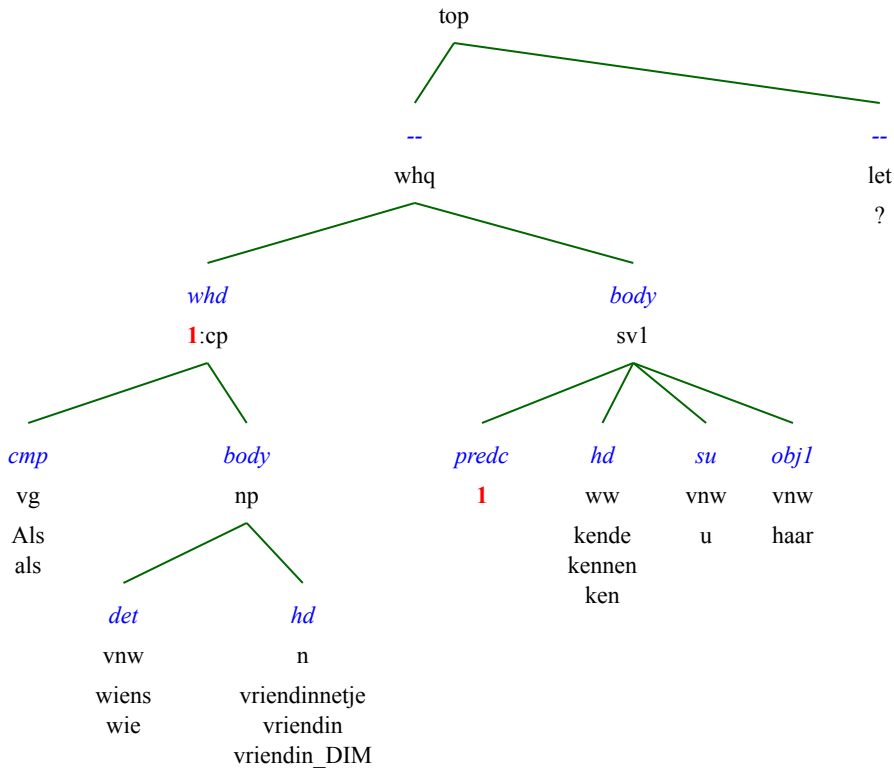 top
-- --
whq let
?
whd body
1:cp sv1
cmp body predc hd su obj1
vg np 1 ww vnw vnw
Als kende u haar
als kennen
ken
det hd
vnw n
wiens vriendinnetje
wie vriendin
vriendin_DIM